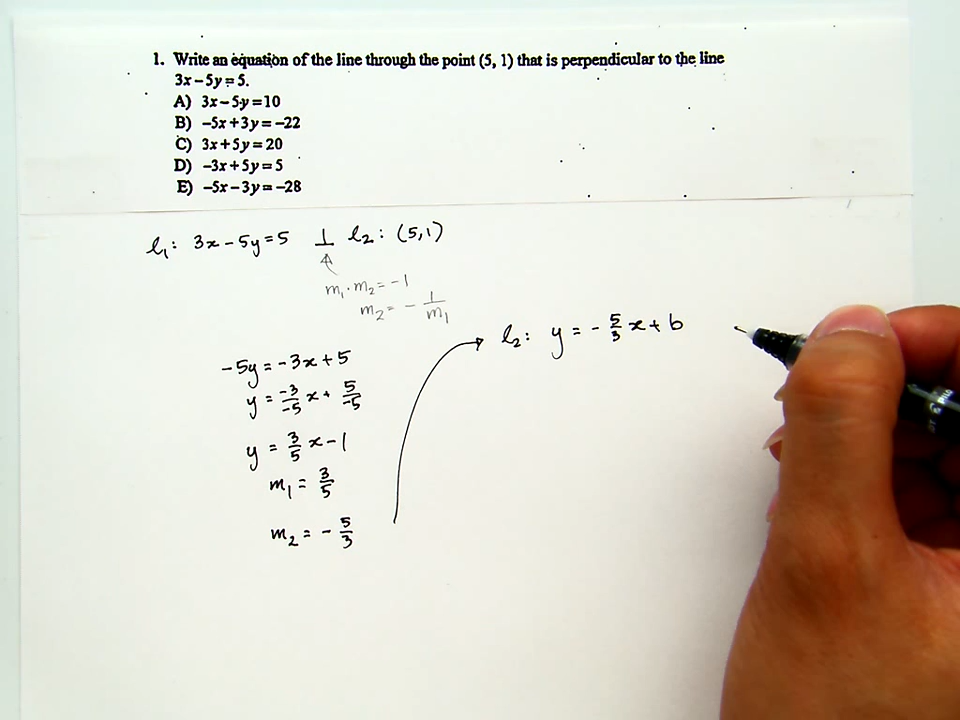 1. Write an equation of the line through the point (5, 1) that is perpendicular to the line
3x−5y=5.
A) 3x−5y=10
B) −5x+3y=−22
C) 3x+5y=20
D) −3x+5y=5
E) −5x−3y=−28
l₁: 3x−5y=5 ⊥ l₂: (5,1)
m₁·m₂=−1
m₂=−1/m₁
l₂: y=−5/3x+b
−5y=−3x+5
y=−3/−5x+5/−5
y=3/5x−1
m₁=3/5
m₂=−5/3